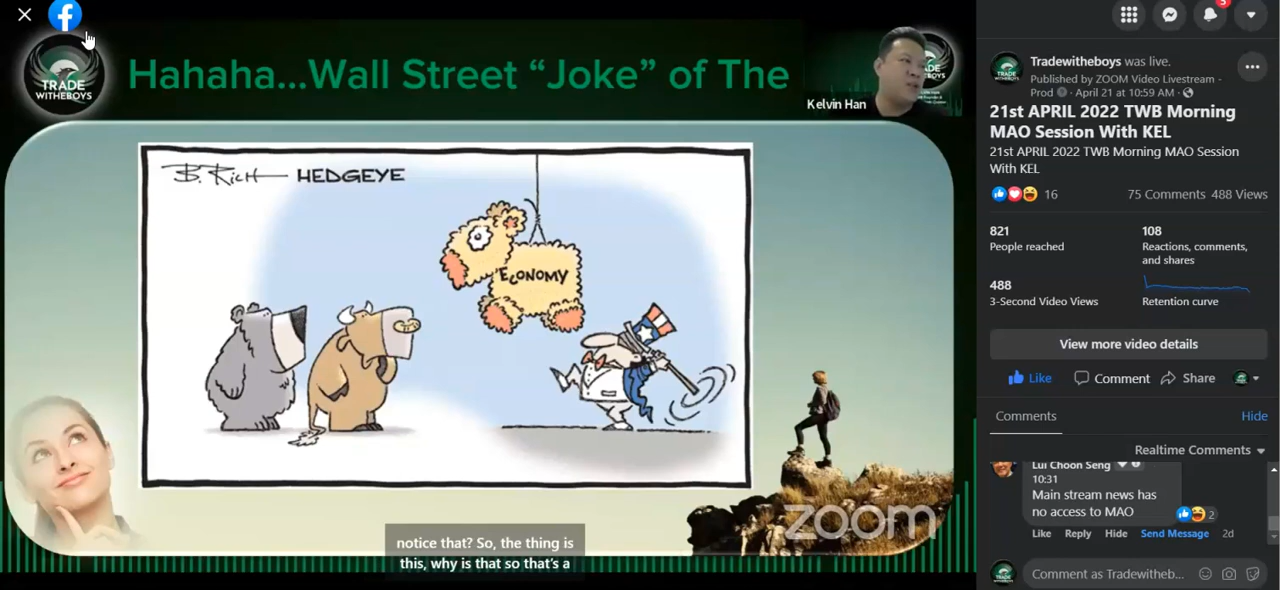 TRADE
WITHEBOYS
Hahaha...Wall Street “Joke” of The
Kelvin Han
B. RICH HEDGEYE
ECONOMY
notice that? So, the thing is
this, why is that so that's a
zoom
Tradewitheboys was live.
Published by ZOOM Video Livestream -
Prod · April 21 at 10:59 AM ·
21st APRIL 2022 TWB Morning
MAO Session With KEL
21st APRIL 2022 TWB Morning MAO Session
With KEL
16
75 Comments 488 Views
821
People reached
108
Reactions, comments,
and shares
488
3-Second Video Views
Retention curve
View more video details
Like
Comment
Share
Comments
Hide
Realtime Comments
Lui Choon Seng
10:31
Main stream news has
no access to MAO
2
Like Reply Hide Send Message 2d
Comment as Tradewitheb...